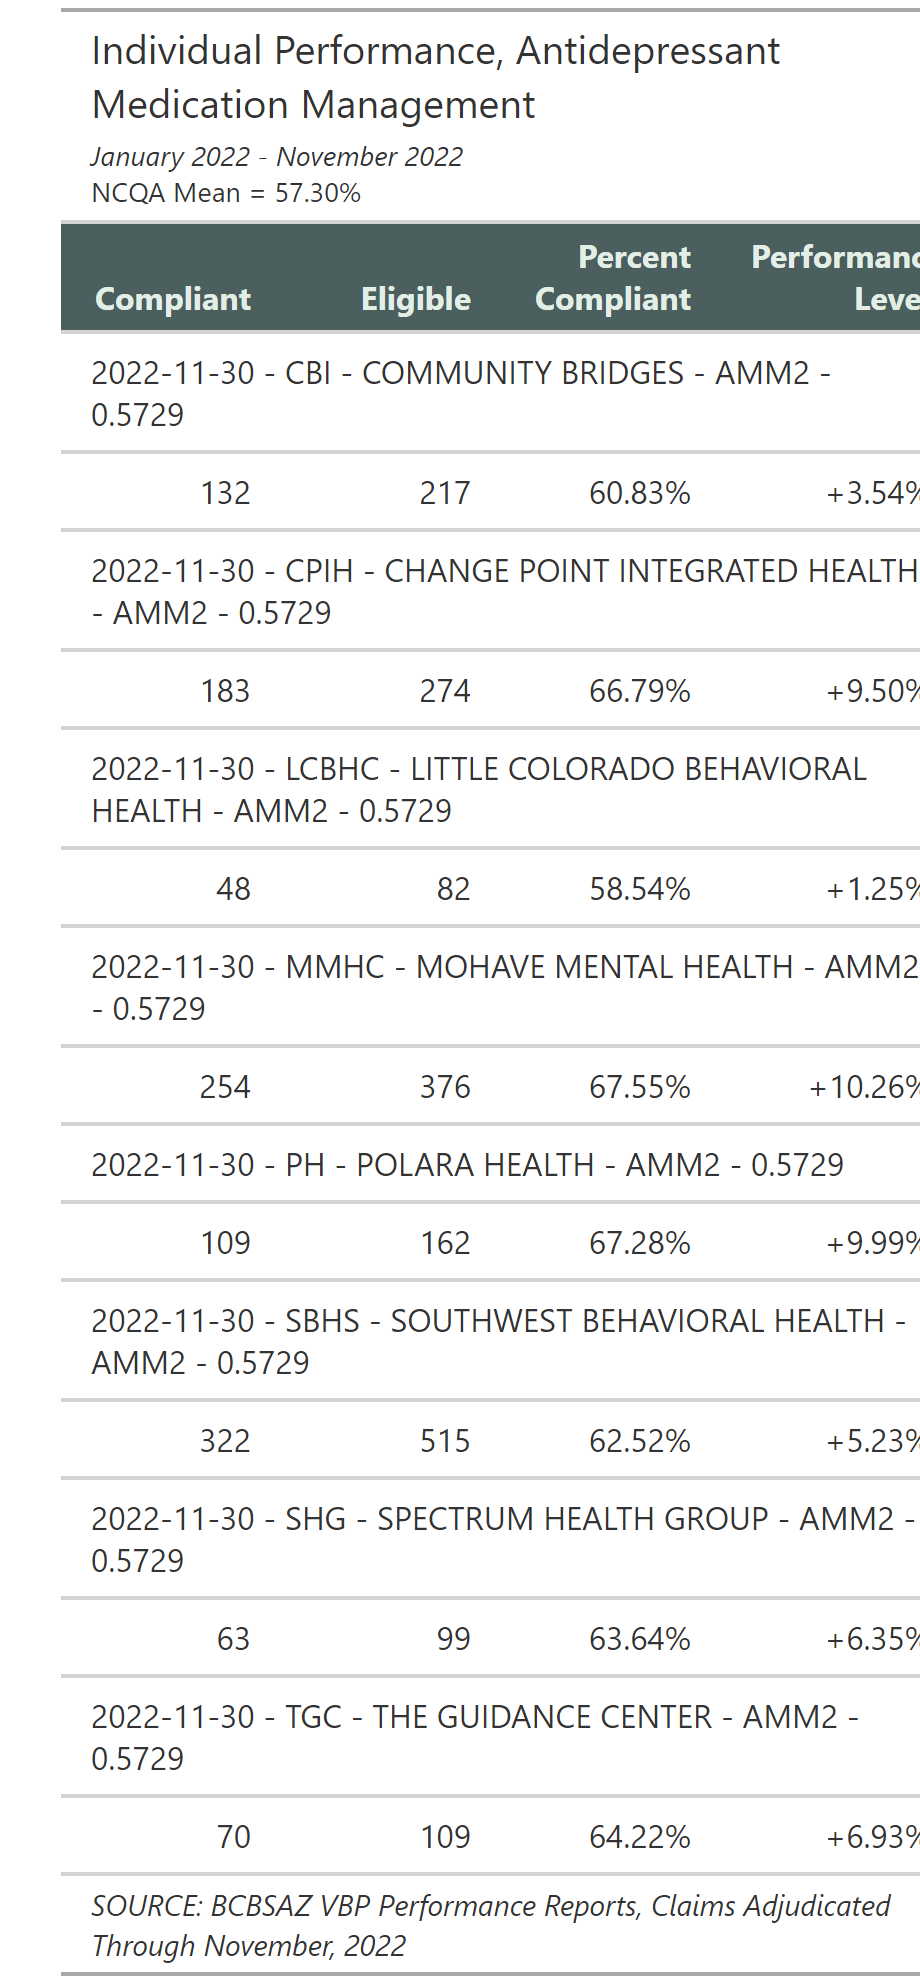 Individual Performance, Antidepressant
Medication Management
January 2022 - November 2022
NCQA Mean = 57.30%
Percent Performanc
Compliant Eligible Compliant Leve
2022-11-30 - CBI - COMMUNITY BRIDGES - AMM2 -
0.5729
132 217 60.83% +3.54%
2022-11-30 - CPIH - CHANGE POINT INTEGRATED HEALTH
- AMM2 - 0.5729
183 274 66.79% +9.50%
2022-11-30 - LCBHC - LITTLE COLORADO BEHAVIORAL
HEALTH - AMM2 - 0.5729
48 82 58.54% +1.25%
2022-11-30 - MMHC - MOHAVE MENTAL HEALTH - AMM2
- 0.5729
254 376 67.55% +10.26%
2022-11-30 - PH - POLARA HEALTH - AMM2 - 0.5729
109 162 67.28% +9.99%
2022-11-30 - SBHS - SOUTHWEST BEHAVIORAL HEALTH -
AMM2 - 0.5729
322 515 62.52% +5.23%
2022-11-30 - SHG - SPECTRUM HEALTH GROUP - AMM2 -
0.5729
63 99 63.64% +6.35%
2022-11-30 - TGC - THE GUIDANCE CENTER - AMM2 -
0.5729
70 109 64.22% +6.93%
SOURCE: BCBSAZ VBP Performance Reports, Claims Adjudicated
Through November, 2022